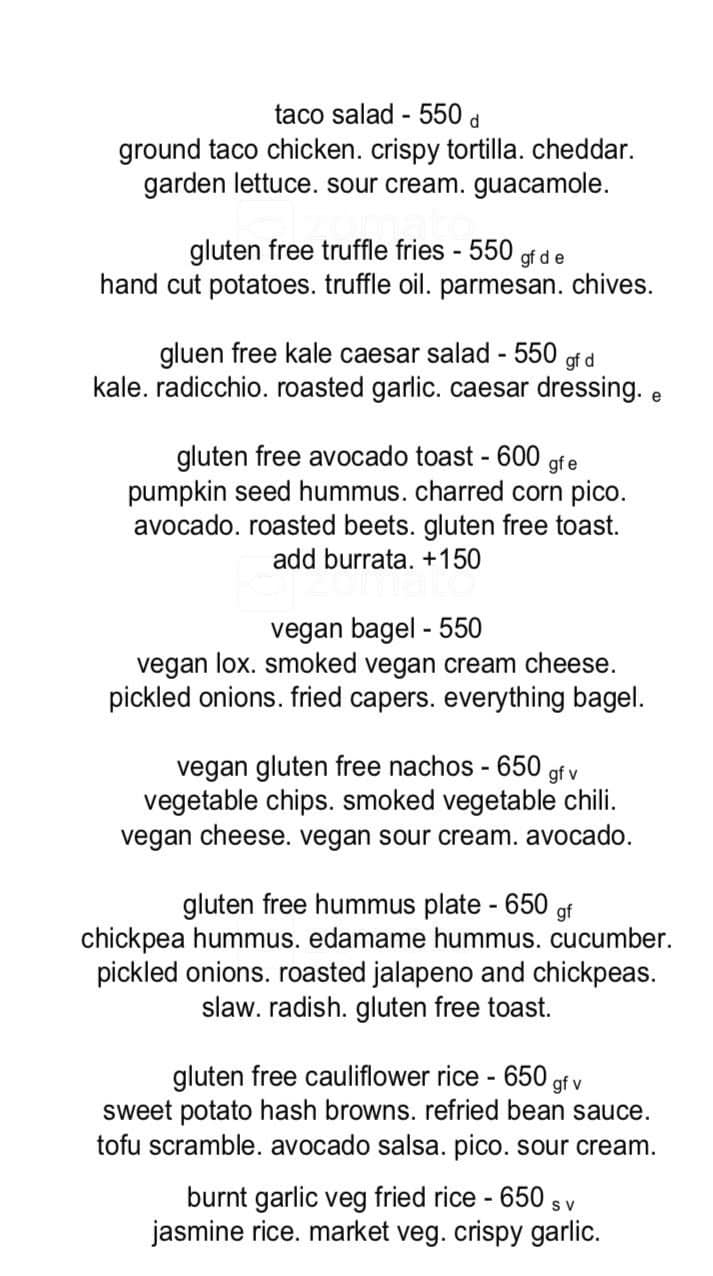 taco salad - 550 d
ground taco chicken. crispy tortilla. cheddar.
garden lettuce. sour cream. guacamole.
zomato
gluten free truffle fries - 550 gf d e
hand cut potatoes. truffle oil. parmesan. chives.
gluen free kale caesar salad - 550 gf d
kale. radicchio. roasted garlic. caesar dressing. e
gluten free avocado toast - 600 gf e
pumpkin seed hummus. charred corn pico.
avocado. roasted beets. gluten free toast.
add burrata. +150
zomato
vegan bagel - 550
vegan lox. smoked vegan cream cheese.
pickled onions. fried capers. everything bagel.
vegan gluten free nachos - 650 gf v
vegetable chips. smoked vegetable chili.
vegan cheese. vegan sour cream. avocado.
gluten free hummus plate - 650 gf
chickpea hummus. edamame hummus. cucumber.
pickled onions. roasted jalapeno and chickpeas.
slaw. radish. gluten free toast.
gluten free cauliflower rice - 650 gf v
sweet potato hash browns. refried bean sauce.
tofu scramble. avocado salsa. pico. sour cream.
burnt garlic veg fried rice - 650 s v
jasmine rice. market veg. crispy garlic.